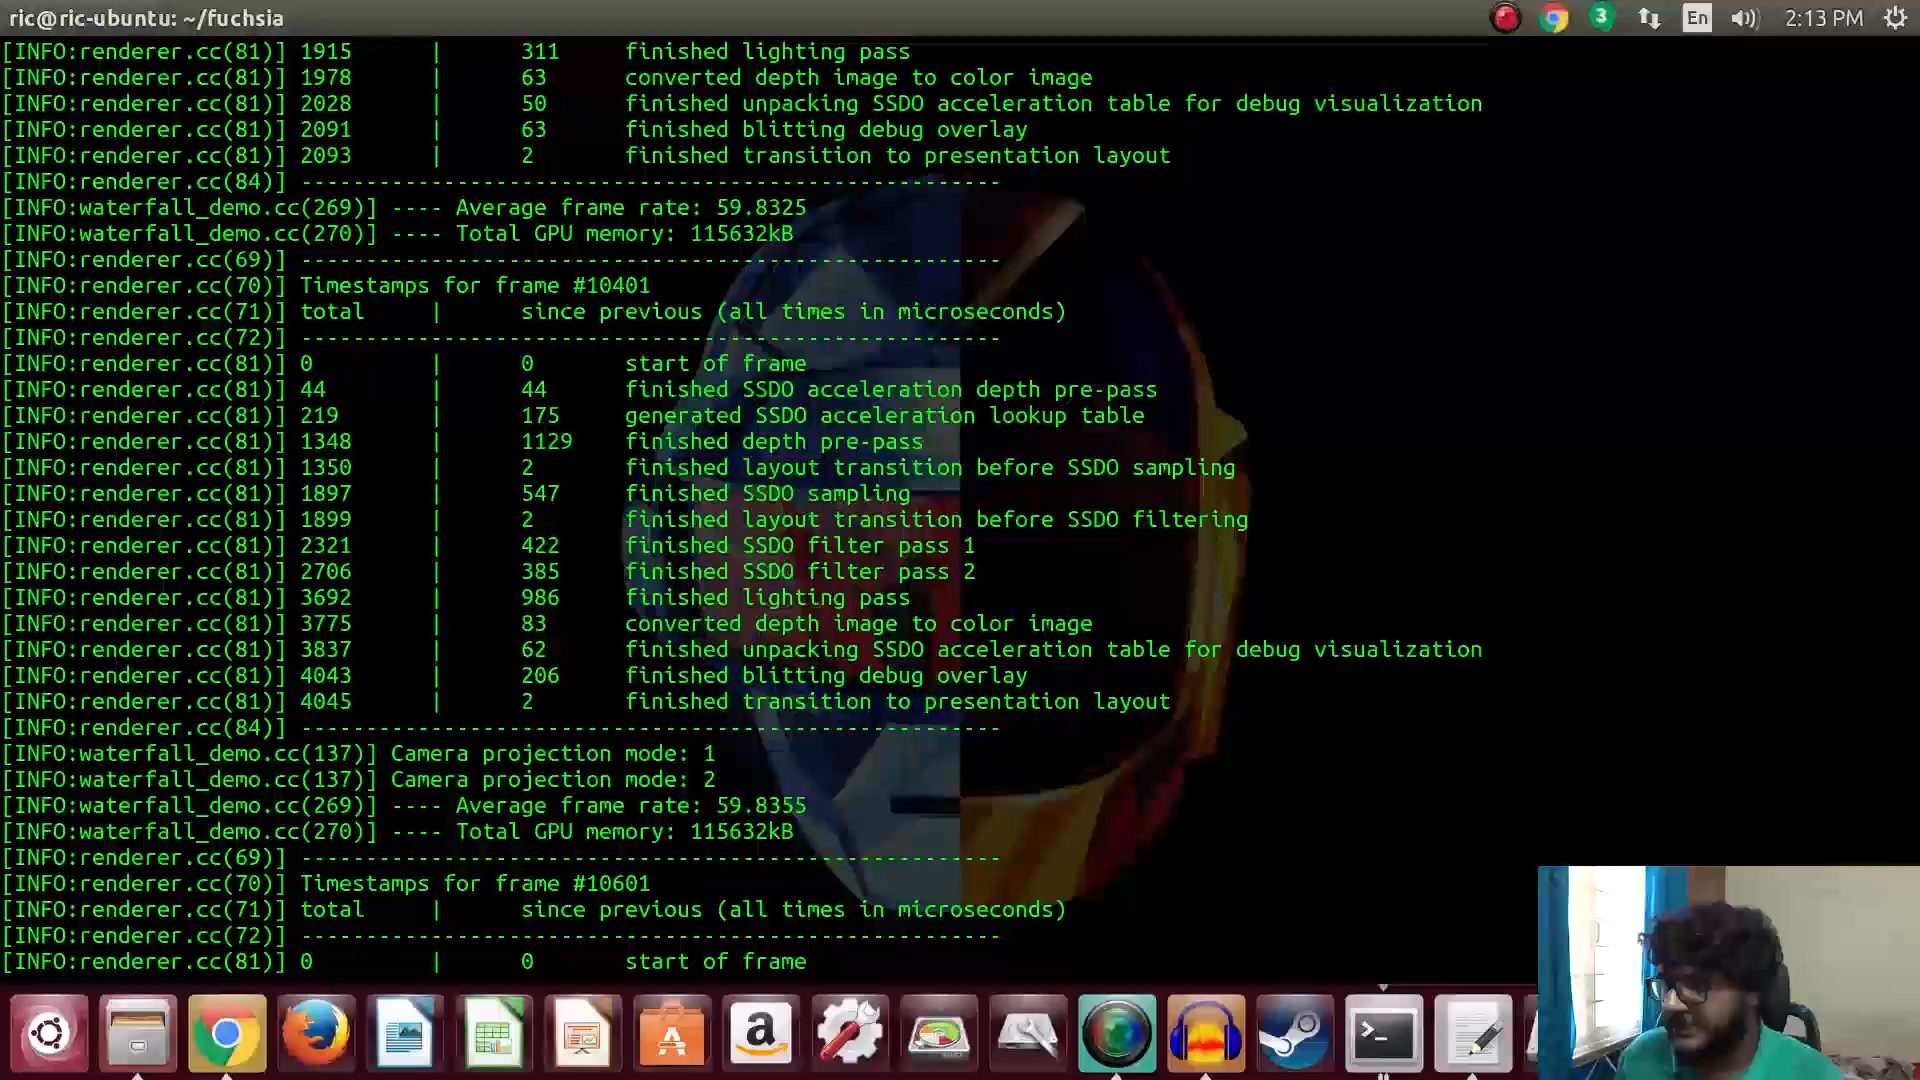 ric@ric-ubuntu: ~/fuchsia
3 En 2:13 PM
[INFO:renderer.cc(81)] 1915 | 311 finished lighting pass
[INFO:renderer.cc(81)] 1978 | 63 converted depth image to color image
[INFO:renderer.cc(81)] 2028 | 50 finished unpacking SSDO acceleration table for debug visualization
[INFO:renderer.cc(81)] 2091 | 63 finished blitting debug overlay
[INFO:renderer.cc(81)] 2093 | 2 finished transition to presentation layout
[INFO:renderer.cc(84)] ------------------------------------------------------
[INFO:waterfall_demo.cc(269)] ---- Average frame rate: 59.8325
[INFO:waterfall_demo.cc(270)] ---- Total GPU memory: 115632kB
[INFO:renderer.cc(69)] ------------------------------------------------------
[INFO:renderer.cc(70)] Timestamps for frame #10401
[INFO:renderer.cc(71)] total | since previous (all times in microseconds)
[INFO:renderer.cc(72)] ------------------------------------------------------
[INFO:renderer.cc(81)] 0 | 0 start of frame
[INFO:renderer.cc(81)] 44 | 44 finished SSDO acceleration depth pre-pass
[INFO:renderer.cc(81)] 219 | 175 generated SSDO acceleration lookup table
[INFO:renderer.cc(81)] 1348 | 1129 finished depth pre-pass
[INFO:renderer.cc(81)] 1350 | 2 finished layout transition before SSDO sampling
[INFO:renderer.cc(81)] 1897 | 547 finished SSDO sampling
[INFO:renderer.cc(81)] 1899 | 2 finished layout transition before SSDO filtering
[INFO:renderer.cc(81)] 2321 | 422 finished SSDO filter pass 1
[INFO:renderer.cc(81)] 2706 | 385 finished SSDO filter pass 2
[INFO:renderer.cc(81)] 3692 | 986 finished lighting pass
[INFO:renderer.cc(81)] 3775 | 83 converted depth image to color image
[INFO:renderer.cc(81)] 3837 | 62 finished unpacking SSDO acceleration table for debug visualization
[INFO:renderer.cc(81)] 4043 | 206 finished blitting debug overlay
[INFO:renderer.cc(81)] 4045 | 2 finished transition to presentation layout
[INFO:renderer.cc(84)] ------------------------------------------------------
[INFO:waterfall_demo.cc(137)] Camera projection mode: 1
[INFO:waterfall_demo.cc(137)] Camera projection mode: 2
[INFO:waterfall_demo.cc(269)] ---- Average frame rate: 59.8355
[INFO:waterfall_demo.cc(270)] ---- Total GPU memory: 115632kB
[INFO:renderer.cc(69)] ------------------------------------------------------
[INFO:renderer.cc(70)] Timestamps for frame #10601
[INFO:renderer.cc(71)] total | since previous (all times in microseconds)
[INFO:renderer.cc(72)] ------------------------------------------------------
[INFO:renderer.cc(81)] 0 | 0 start of frame